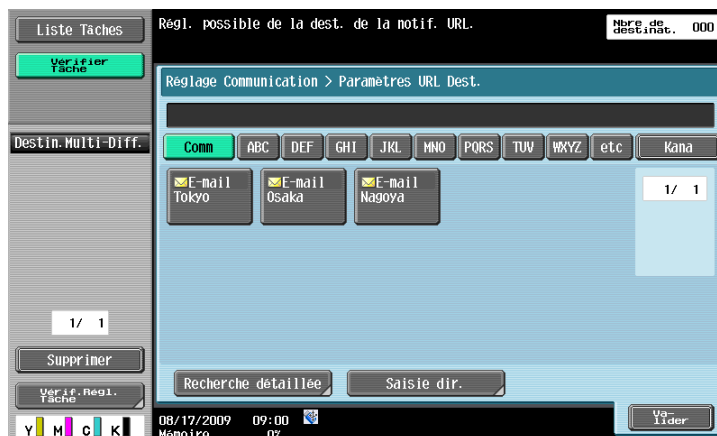 Liste Tâches
Vérifier
Tâche
Destin.Multi-Diff.
1/ 1
Supprimer
Vérif.Régl.
Tâche
Y M C K
Régl. possible de la dest. de la notif. URL.
Nbre de
destinat. 000
Réglage Communication > Paramètres URL Dest.
Comm ABC DEF GHI JKL MNO PQRS TUV WXYZ etc Kana
E-mail
Tokyo
E-mail
Osaka
E-mail
Nagoya
1/ 1
Recherche détaillée
Saisie dir.
08/17/2009 09:00
Mémoire 0%
Va-
lider